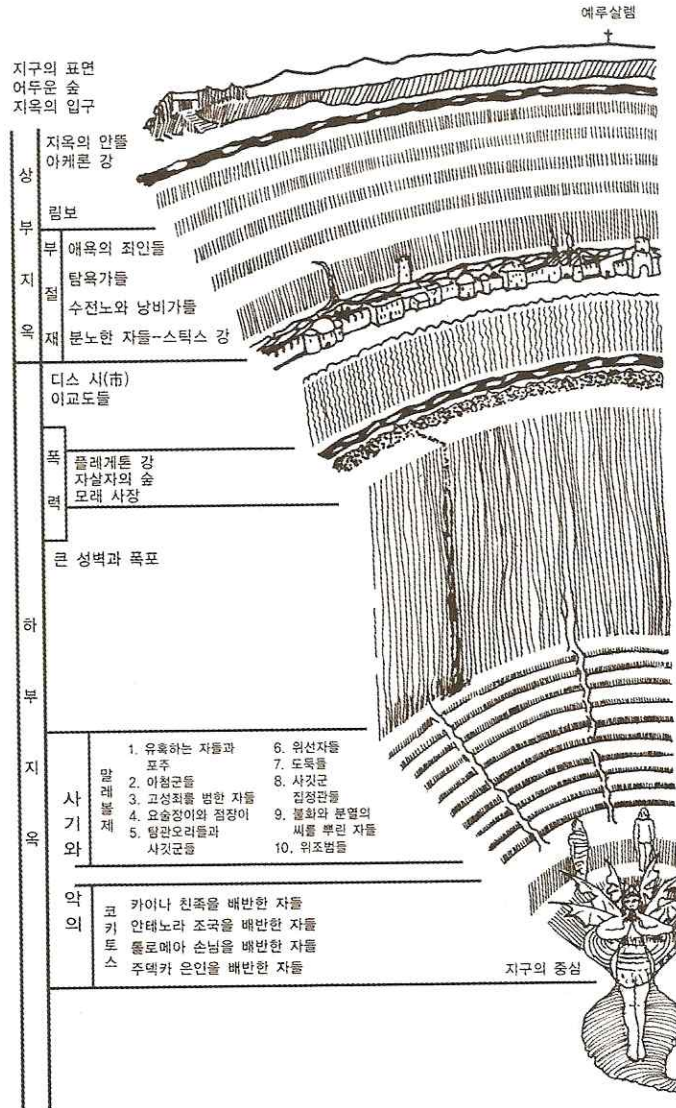 예루살렘
지구의 표면
어두운 숲
지옥의 입구
상부지옥
지옥의 안뜰
아케론 강
림보
부절재
애욕의 죄인들
탐욕가들
수전노와 낭비가들
분노한 자들--스틱스 강
하부지옥
디스 시(市)
이교도들
폭력
플레게톤 강
자살자의 숲
모래 사장
큰 성벽과 폭포
사기와
말레볼제
1. 유혹하는 자들과
포주
2. 아첨군들
3. 고성죄를 범한 자들
4. 요술장이와 점장이
5. 탐관오리들과
사깃군들
6. 위선자들
7. 도둑들
8. 사깃군
집정관들
9. 불화와 분열의
씨를 뿌린 자들
10. 위조범들
악의
코키토스
카이나 친족을 배반한 자들
안테노라 조국을 배반한 자들
톨로메아 손님을 배반한 자들
주덱카 은인을 배반한 자들
지구의 중심